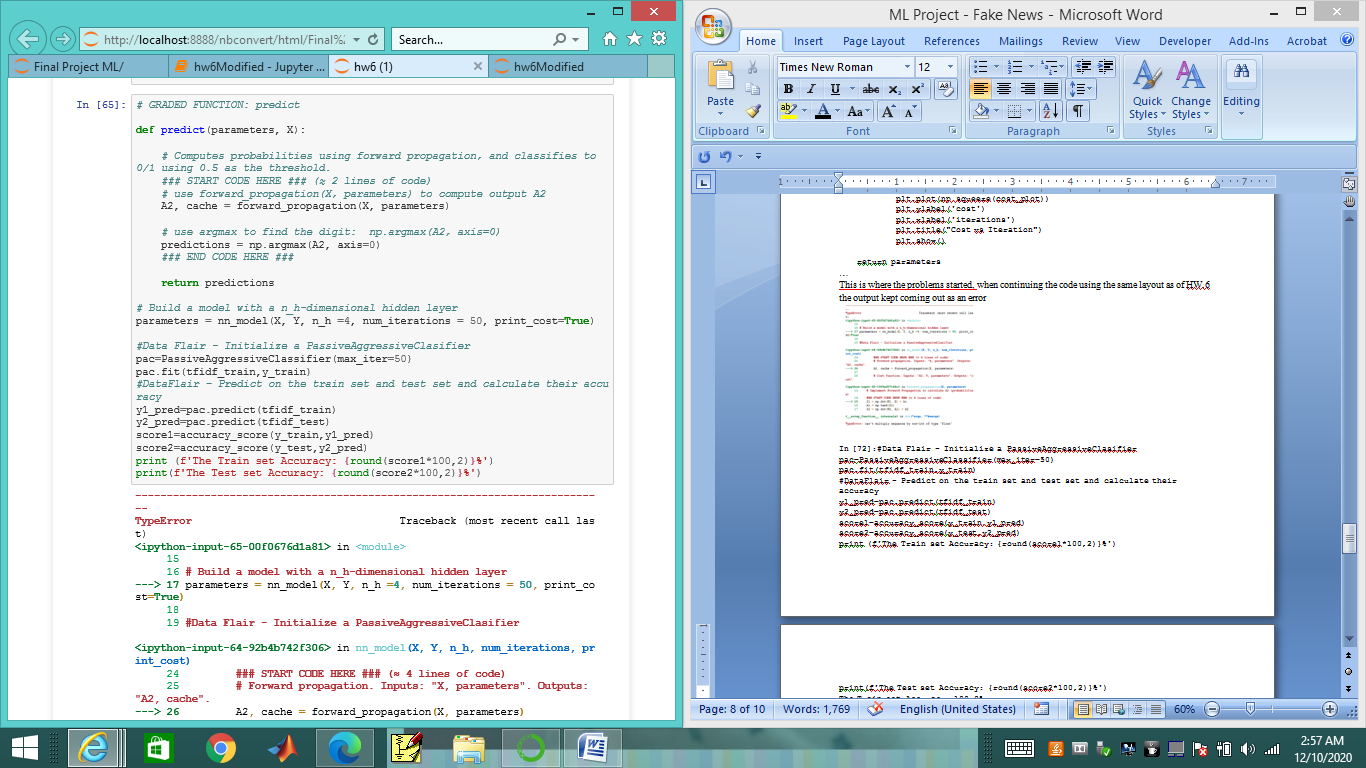 http://localhost:8888/nbconvert/html/Final%
Search...
Final Project ML/
hw6Modified - Jupyter ...
hw6 (1)
hw6Modified
In [65]:
# GRADED FUNCTION: predict
def predict(parameters, X):
# Computes probabilities using forward propagation, and classifies to
0/1 using 0.5 as the threshold.
### START CODE HERE ### (≈ 2 lines of code)
# use forward_propagation(X, parameters) to compute output A2
A2, cache = forward_propagation(X, parameters)
# use argmax to find the digit:  np.argmax(A2, axis=0)
predictions = np.argmax(A2, axis=0)
### END CODE HERE ###
return predictions
# Build a model with a n_h-dimensional hidden layer
parameters = nn_model(X, Y, n_h =4, num_iterations = 50, print_cost=True)
#Data Flair - Initialize a PassiveAggressiveClasifier
pac=PassiveAggressiveClassifier(max_iter=50)
pac.fit(tfidf_train,y_train)
#DataFlair - Predict on the train set and test set and calculate their accu
racy
y1_pred=pac.predict(tfidf_train)
y2_pred=pac.predict(tfidf_test)
score1=accuracy_score(y_train,y1_pred)
score2=accuracy_score(y_test,y2_pred)
print (f'The Train set Accuracy: {round(score1*100,2)}%')
print(f'The Test set Accuracy: {round(score2*100,2)}%')
---------------------------------------------------------------------------
--
TypeError                                 Traceback (most recent call las
t)
<ipython-input-65-00f0676d1a81> in <module>
15
16 # Build a model with a n_h-dimensional hidden layer
---> 17 parameters = nn_model(X, Y, n_h =4, num_iterations = 50, print_co
st=True)
18
19 #Data Flair - Initialize a PassiveAggressiveClasifier
<ipython-input-64-92b4b742f306> in nn_model(X, Y, n_h, num_iterations, pr
int_cost)
24         ### START CODE HERE ### (≈ 4 lines of code)
25         # Forward propagation. Inputs: "X, parameters". Outputs:
"A2, cache".
---> 26         A2, cache = forward_propagation(X, parameters)
ML Project - Fake News - Microsoft Word
Home
Insert
Page Layout
References
Mailings
Review
View
Developer
Add-Ins
Acrobat
Paste
Clipboard
Times New Roman
12
B I U abc x₂ x²
ab A Aa A A
Font
Paragraph
Quick
Styles
Change
Styles
Styles
Editing
1 1 2 3 4 5 6 7
plt.plot(np.squeeze(cost_plot))
plt.ylabel('cost')
plt.xlabel('iterations')
plt.title("Cost vs Iteration")
plt.show()
return parameters
...
This is where the problems started, when continuing the code using the same layout as of HW 6
the output kept coming out as an error
In [72]:#Data Flair - Initialize a PassiveAggressiveClasifier
pac=PassiveAggressiveClassifier(max_iter=50)
pac.fit(tfidf_train,y_train)
#DataFlair - Predict on the train set and test set and calculate their
accuracy
y1_pred=pac.predict(tfidf_train)
y2_pred=pac.predict(tfidf_test)
score1=accuracy_score(y_train,y1_pred)
score2=accuracy_score(y_test,y2_pred)
print (f'The Train set Accuracy: {round(score1*100,2)}%')
print(f'The Test set Accuracy: {round(score2*100,2)}%')
Page: 8 of 10
Words: 1,769
English (United States)
60%
2:57 AM
12/10/2020